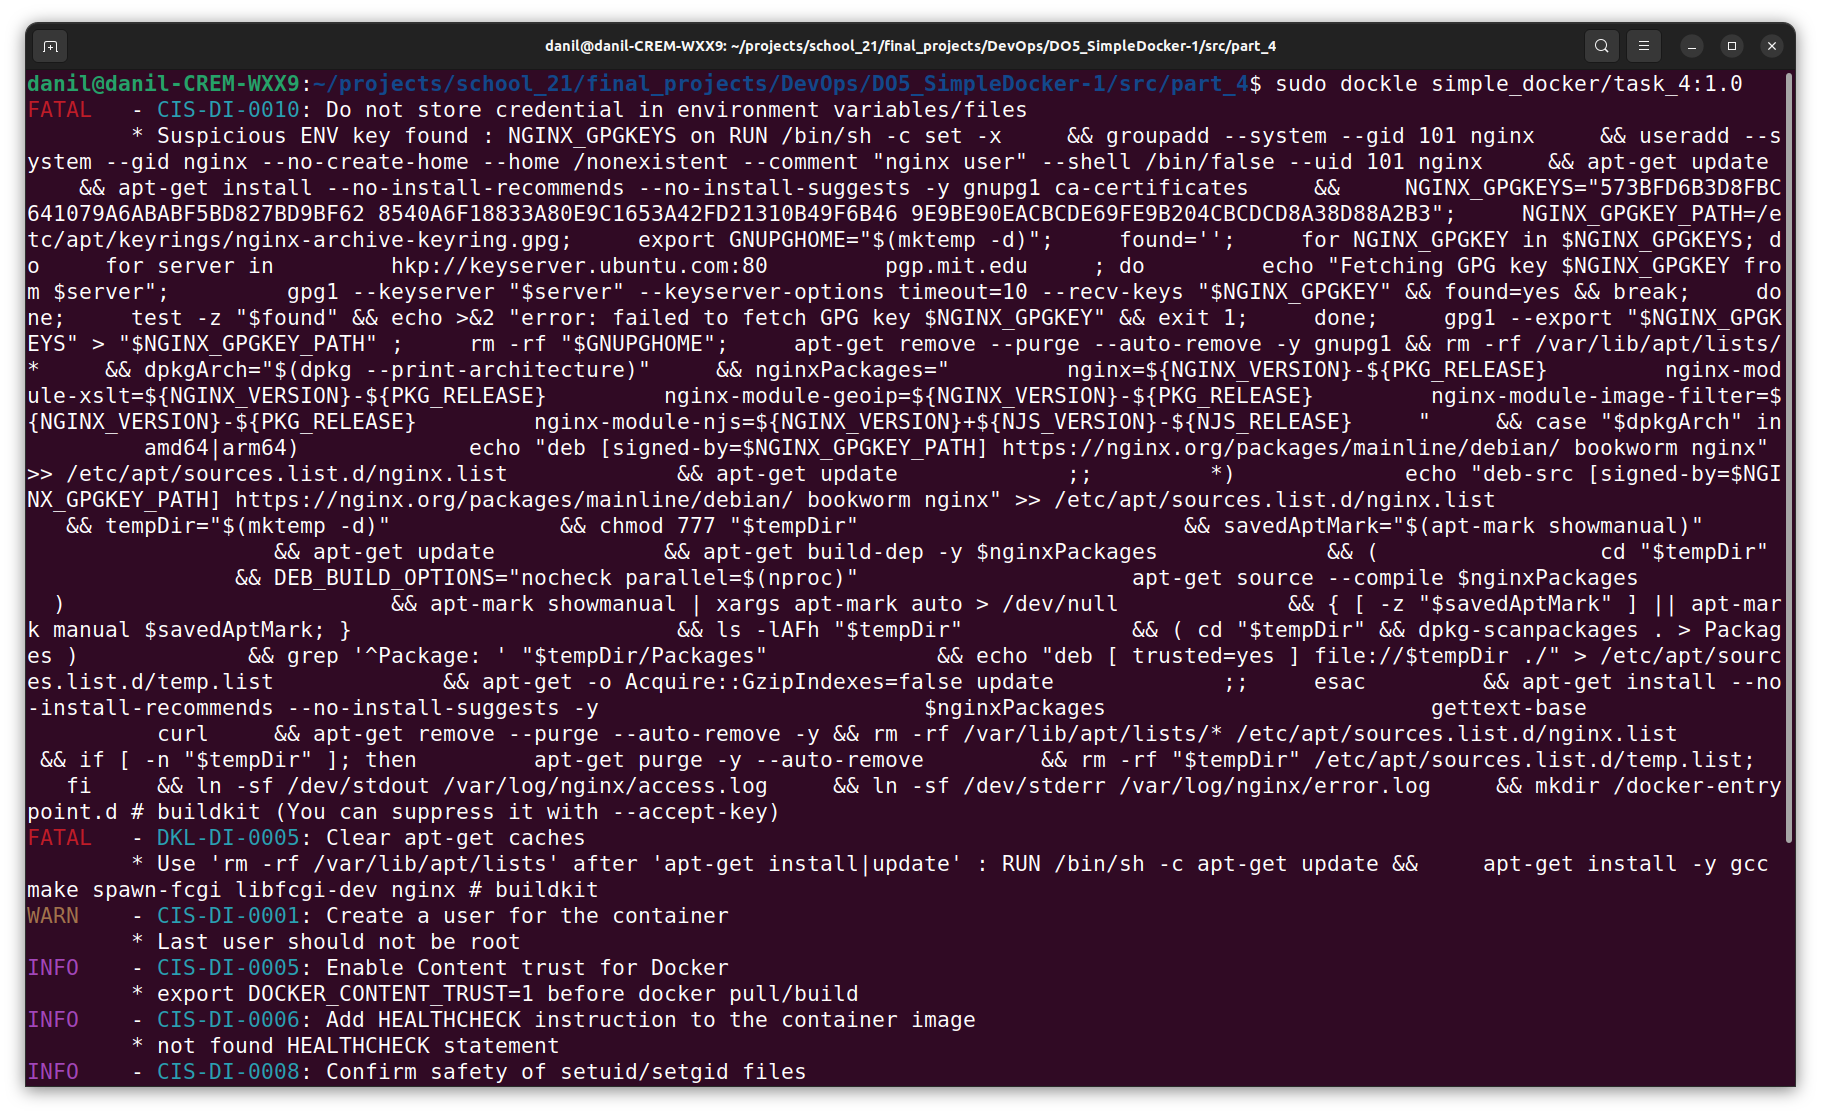 danil@danil-CREM-WXX9: ~/projects/school_21/final_projects/DevOps/DO5_SimpleDocker-1/src/part_4
danil@danil-CREM-WXX9:~/projects/school_21/final_projects/DevOps/DO5_SimpleDocker-1/src/part_4$ sudo dockle simple_docker/task_4:1.0
FATAL   - CIS-DI-0010: Do not store credential in environment variables/files
        * Suspicious ENV key found : NGINX_GPGKEYS on RUN /bin/sh -c set -x     && groupadd --system --gid 101 nginx     && useradd --s
ystem --gid nginx --no-create-home --home /nonexistent --comment "nginx user" --shell /bin/false --uid 101 nginx     && apt-get update
    && apt-get install --no-install-recommends --no-install-suggests -y gnupg1 ca-certificates     &&     NGINX_GPGKEYS="573BFD6B3D8FBC
641079A6ABABF5BD827BD9BF62 8540A6F18833A80E9C1653A42FD21310B49F6B46 9E9BE90EACBCDE69FE9B204CBCDCD8A38D88A2B3";     NGINX_GPGKEY_PATH=/e
tc/apt/keyrings/nginx-archive-keyring.gpg;     export GNUPGHOME="$(mktemp -d)";     found='';     for NGINX_GPGKEY in $NGINX_GPGKEYS; d
o     for server in         hkp://keyserver.ubuntu.com:80         pgp.mit.edu     ; do         echo "Fetching GPG key $NGINX_GPGKEY fro
m $server";         gpg1 --keyserver "$server" --keyserver-options timeout=10 --recv-keys "$NGINX_GPGKEY" && found=yes && break;     do
ne;     test -z "$found" && echo >&2 "error: failed to fetch GPG key $NGINX_GPGKEY" && exit 1;     done;     gpg1 --export "$NGINX_GPGK
EYS" > "$NGINX_GPGKEY_PATH" ;     rm -rf "$GNUPGHOME";     apt-get remove --purge --auto-remove -y gnupg1 && rm -rf /var/lib/apt/lists/
*     && dpkgArch="$(dpkg --print-architecture)"     && nginxPackages="         nginx=${NGINX_VERSION}-${PKG_RELEASE}         nginx-mod
ule-xslt=${NGINX_VERSION}-${PKG_RELEASE}         nginx-module-geoip=${NGINX_VERSION}-${PKG_RELEASE}         nginx-module-image-filter=$
{NGINX_VERSION}-${PKG_RELEASE}         nginx-module-njs=${NGINX_VERSION}+${NJS_VERSION}-${NJS_RELEASE}     "     && case "$dpkgArch" in
         amd64|arm64)             echo "deb [signed-by=$NGINX_GPGKEY_PATH] https://nginx.org/packages/mainline/debian/ bookworm nginx"
>> /etc/apt/sources.list.d/nginx.list             && apt-get update             ;;         *)             echo "deb-src [signed-by=$NGI
NX_GPGKEY_PATH] https://nginx.org/packages/mainline/debian/ bookworm nginx" >> /etc/apt/sources.list.d/nginx.list
   && tempDir="$(mktemp -d)"             && chmod 777 "$tempDir"                         && savedAptMark="$(apt-mark showmanual)"
                   && apt-get update             && apt-get build-dep -y $nginxPackages             && (                 cd "$tempDir"
                && DEB_BUILD_OPTIONS="nocheck parallel=$(nproc)"                     apt-get source --compile $nginxPackages
  )                         && apt-mark showmanual | xargs apt-mark auto > /dev/null             && { [ -z "$savedAptMark" ] || apt-mar
k manual $savedAptMark; }                         && ls -lAFh "$tempDir"             && ( cd "$tempDir" && dpkg-scanpackages . > Packag
es )             && grep '^Package: ' "$tempDir/Packages"             && echo "deb [ trusted=yes ] file://$tempDir ./" > /etc/apt/sourc
es.list.d/temp.list             && apt-get -o Acquire::GzipIndexes=false update             ;;     esac         && apt-get install --no
-install-recommends --no-install-suggests -y                         $nginxPackages                         gettext-base
          curl     && apt-get remove --purge --auto-remove -y && rm -rf /var/lib/apt/lists/* /etc/apt/sources.list.d/nginx.list
 && if [ -n "$tempDir" ]; then         apt-get purge -y --auto-remove         && rm -rf "$tempDir" /etc/apt/sources.list.d/temp.list;
   fi     && ln -sf /dev/stdout /var/log/nginx/access.log     && ln -sf /dev/stderr /var/log/nginx/error.log     && mkdir /docker-entry
point.d # buildkit (You can suppress it with --accept-key)
FATAL   - DKL-DI-0005: Clear apt-get caches
        * Use 'rm -rf /var/lib/apt/lists' after 'apt-get install|update' : RUN /bin/sh -c apt-get update &&     apt-get install -y gcc
make spawn-fcgi libfcgi-dev nginx # buildkit
WARN    - CIS-DI-0001: Create a user for the container
        * Last user should not be root
INFO    - CIS-DI-0005: Enable Content trust for Docker
        * export DOCKER_CONTENT_TRUST=1 before docker pull/build
INFO    - CIS-DI-0006: Add HEALTHCHECK instruction to the container image
        * not found HEALTHCHECK statement
INFO    - CIS-DI-0008: Confirm safety of setuid/setgid files